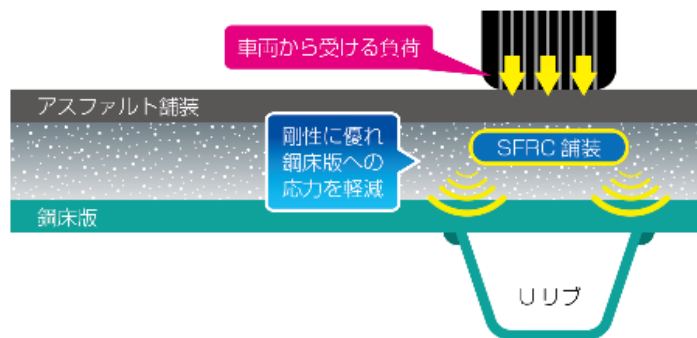 車両から受ける負荷
アスファルト舗装
剛性に優れ
鋼床版への
応力を軽減
SFRC 舗装
鋼床版
Uリブ